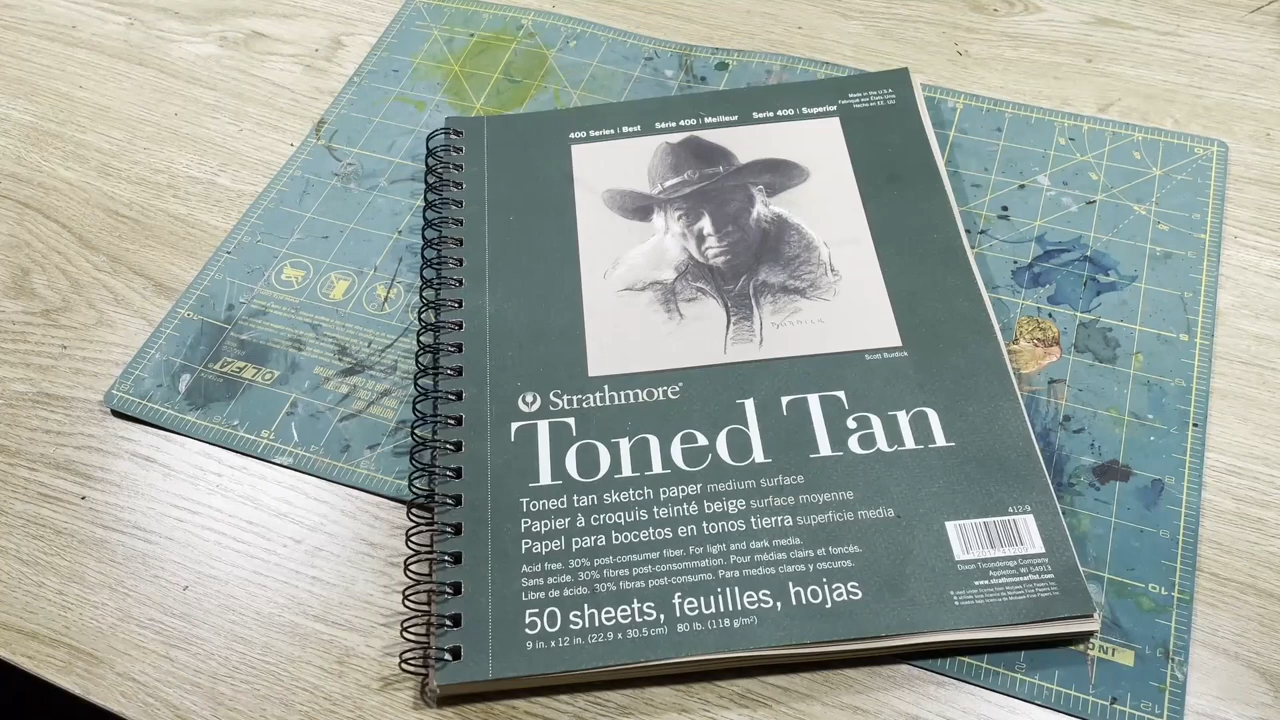 Made in the U.S.A.
Fabriqué aux États Unis
Hecho en EE. UU
400 Series | Best Série 400 | Meilleur Serie 400 | Superior
BURDICK
Scott Burdick
Strathmore®
Toned Tan
Toned tan sketch paper medium surface
Papier à croquis teinté beige surface moyenne
Papel para bocetos en tonos tierra superficie media
Acid free. 30% post-consumer fiber. For light and dark media.
Sans acide. 30% fibres post-consommation. Pour médias clairs et foncés.
Libre de ácido. 30% fibras post-consumo. Para medios claros y oscuros.
50 sheets, feuilles, hojas
9 in. x 12 in. (22.9 x 30.5 cm) 80 lb. (118 g/m²)
412-9
Dixon Ticonderoga Company
Appleton, WI 54913
www.strathmoreartist.com
OLFA